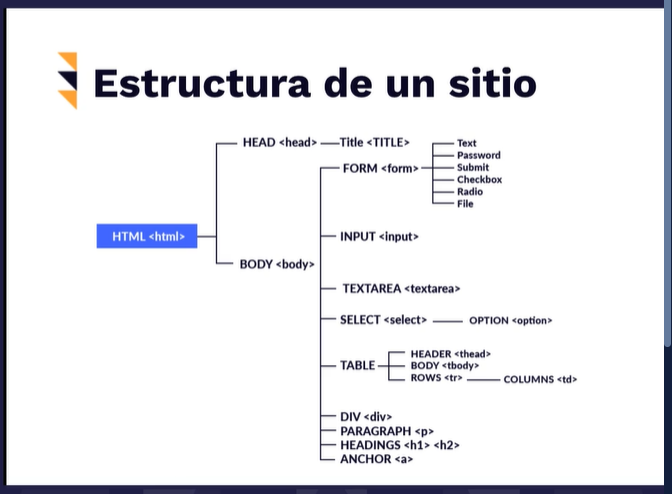 Estructura de un sitio
HEAD <head>
Title <TITLE>
Text
Password
FORM <form>
Submit
Checkbox
Radio
File
HTML <html>
INPUT <input>
BODY <body>
TEXTAREA <textarea>
SELECT <select>
OPTION <option>
HEADER <thead>
TABLE
BODY <tbody>
ROWS <tr>
COLUMNS <td>
DIV <div>
PARAGRAPH <p>
HEADINGS <h1> <h2>
ANCHOR <a>